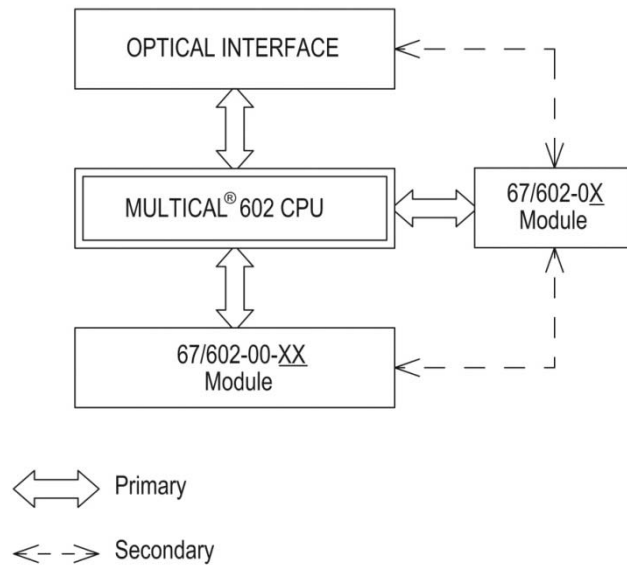 OPTICAL INTERFACE
MULTICAL® 602 CPU
67/602-0X
Module
67/602-00-XX
Module
Primary
Secondary